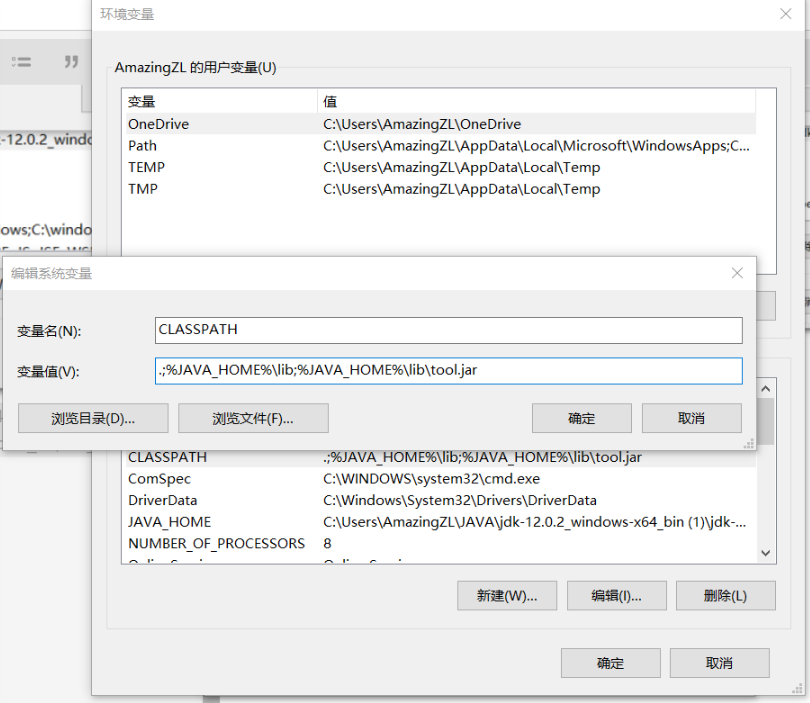 环境变量
AmazingZL 的用户变量(U)
变量 值
OneDrive C:\Users\AmazingZL\OneDrive
Path C:\Users\AmazingZL\AppData\Local\Microsoft\WindowsApps;C...
TEMP C:\Users\AmazingZL\AppData\Local\Temp
TMP C:\Users\AmazingZL\AppData\Local\Temp
-12.0.2_windo
ows;C:\windo
编辑系统变量
变量名(N): CLASSPATH
变量值(V): .;%JAVA_HOME%\lib;%JAVA_HOME%\lib\tool.jar
浏览目录(D)... 浏览文件(F)... 确定 取消
CLASSPATH .;%JAVA_HOME%\lib;%JAVA_HOME%\lib\tool.jar
ComSpec C:\WINDOWS\system32\cmd.exe
DriverData C:\Windows\System32\Drivers\DriverData
JAVA_HOME C:\Users\AmazingZL\JAVA\jdk-12.0.2_windows-x64_bin (1)\jdk-...
NUMBER_OF_PROCESSORS 8
新建(W)... 编辑(I)... 删除(L)
确定 取消